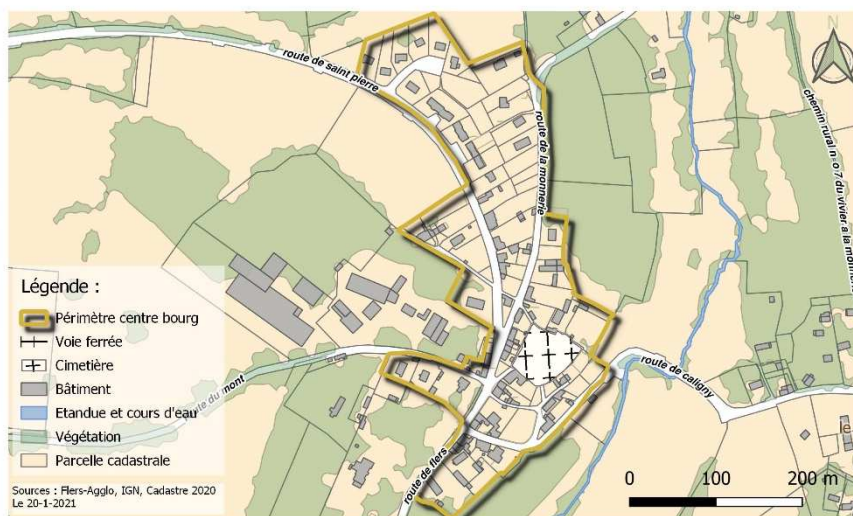 route de saint pierre
N
route de la monnerie
chemin rural n-o 7 du vivier a la monnerie
Légende :
Périmètre centre bourg
Voie ferrée
Cimetière
Bâtiment
Etandue et cours d'eau
Végétation
Parcelle cadastrale
Sources : Flers-Agglo, IGN, Cadastre 2020
Le 20-1-2021
route de caligny
du mont
route de flers
le
0 100 200 m